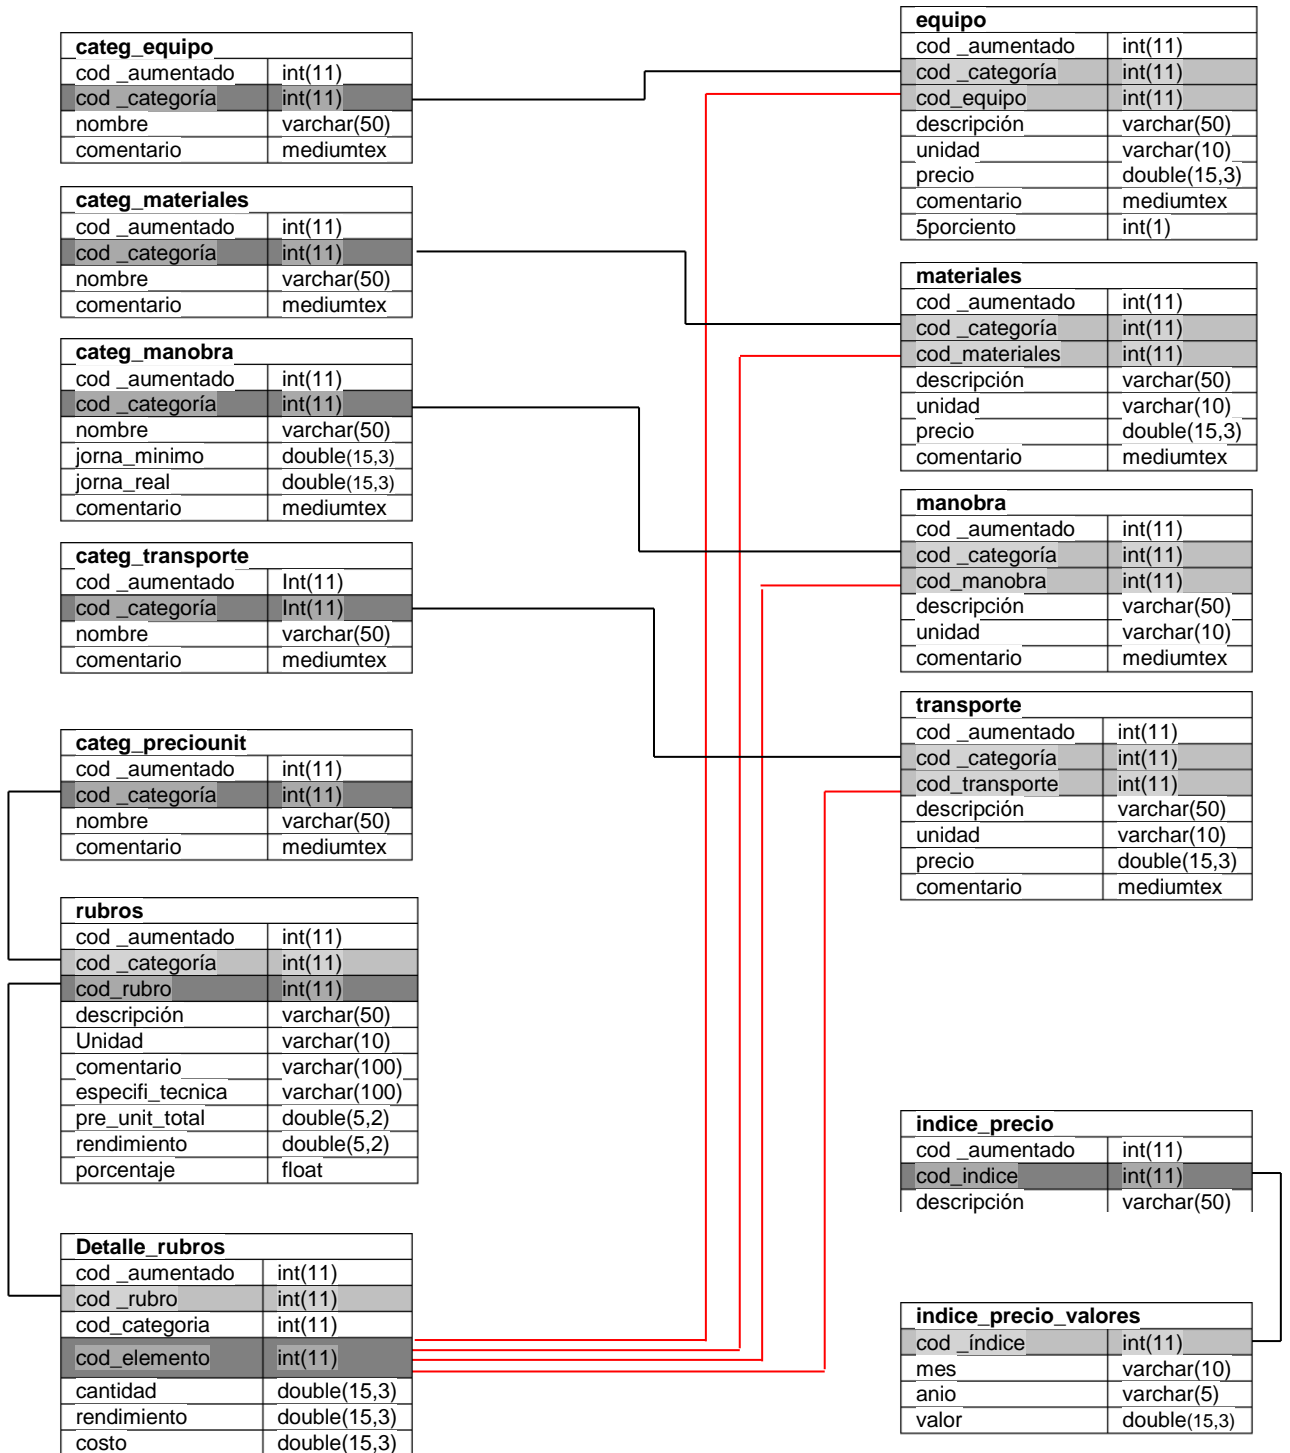 categ_equipo
cod _aumentado int(11)
cod _categoría int(11)
nombre varchar(50)
comentario mediumtex
categ_materiales
cod _aumentado int(11)
cod _categoría int(11)
nombre varchar(50)
comentario mediumtex
categ_manobra
cod _aumentado int(11)
cod _categoría int(11)
nombre varchar(50)
jorna_minimo double(15,3)
jorna_real double(15,3)
comentario mediumtex
categ_transporte
cod _aumentado Int(11)
cod _categoría Int(11)
nombre varchar(50)
comentario mediumtex
categ_preciounit
cod _aumentado int(11)
cod _categoría int(11)
nombre varchar(50)
comentario mediumtex
rubros
cod _aumentado int(11)
cod _categoría int(11)
cod_rubro int(11)
descripción varchar(50)
Unidad varchar(10)
comentario varchar(100)
especifi_tecnica varchar(100)
pre_unit_total double(5,2)
rendimiento double(5,2)
porcentaje float
Detalle_rubros
cod _aumentado int(11)
cod _rubro int(11)
cod_categoria int(11)
cod_elemento int(11)
cantidad double(15,3)
rendimiento double(15,3)
costo double(15,3)
equipo
cod _aumentado int(11)
cod _categoría int(11)
cod_equipo int(11)
descripción varchar(50)
unidad varchar(10)
precio double(15,3)
comentario mediumtex
5porciento int(1)
materiales
cod _aumentado int(11)
cod _categoría int(11)
cod_materiales int(11)
descripción varchar(50)
unidad varchar(10)
precio double(15,3)
comentario mediumtex
manobra
cod _aumentado int(11)
cod _categoría int(11)
cod_manobra int(11)
descripción varchar(50)
unidad varchar(10)
comentario mediumtex
transporte
cod _aumentado int(11)
cod _categoría int(11)
cod_transporte int(11)
descripción varchar(50)
unidad varchar(10)
precio double(15,3)
comentario mediumtex
indice_precio
cod _aumentado int(11)
cod_indice int(11)
descripción varchar(50)
indice_precio_valores
cod _índice int(11)
mes varchar(10)
anio varchar(5)
valor double(15,3)